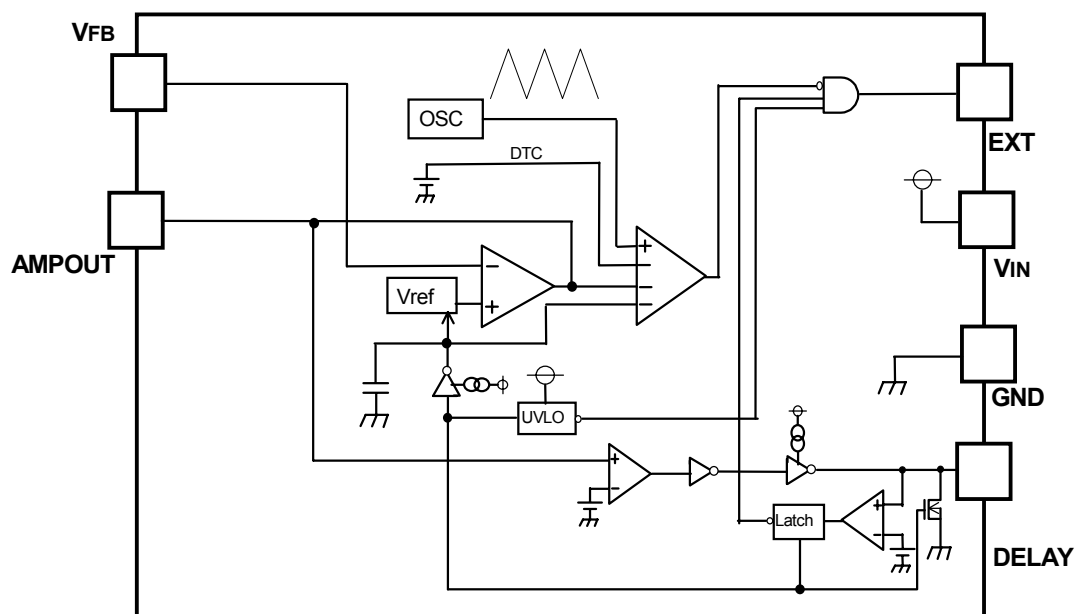 VFB
OSC
DTC
EXT
AMPOUT
Vref
VIN
GND
UVLO
Latch
DELAY